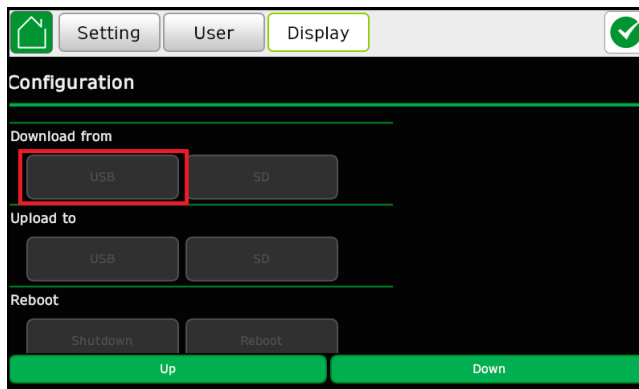 Setting User Display
Configuration
Download from
USB SD
Upload to
USB SD
Reboot
Shutdown Reboot
Up Down